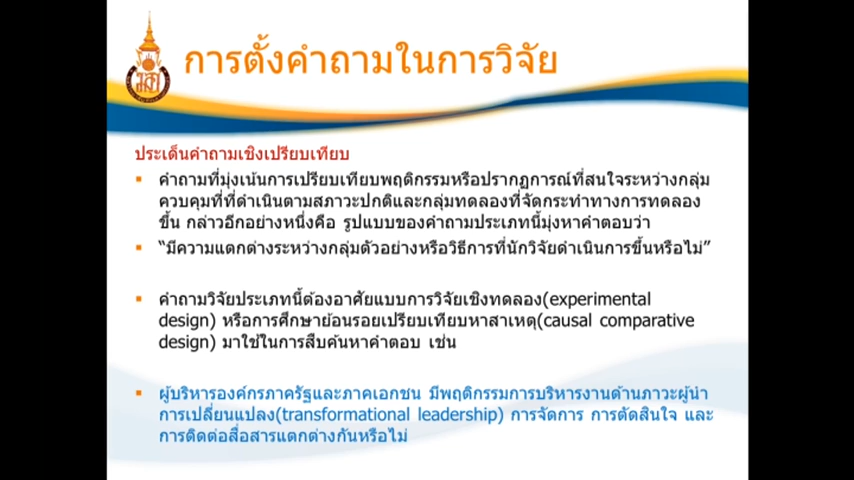 การตั้งคำถามในการวิจัย
ประเด็นคำถามเชิงเปรียบเทียบ
▪ คำถามที่มุ่งเน้นการเปรียบเทียบพฤติกรรมหรือปรากฏการณ์ที่สนใจระหว่างกลุ่ม
ควบคุมที่ที่ดำเนินตามสภาวะปกติและกลุ่มทดลองที่จัดกระทำทางการทดลอง
ขึ้น กล่าวอีกอย่างหนึ่งคือ รูปแบบของคำถามประเภทนี้มุ่งหาคำตอบว่า
▪ “มีความแตกต่างระหว่างกลุ่มตัวอย่างหรือวิธีการที่นักวิจัยดำเนินการขึ้นหรือไม่”
▪ คำถามวิจัยประเภทนี้ต้องอาศัยแบบการวิจัยเชิงทดลอง(experimental
design) หรือการศึกษาย้อนรอยเปรียบเทียบหาสาเหตุ(causal comparative
design) มาใช้ในการสืบค้นหาคำตอบ เช่น
▪ ผู้บริหารองค์กรภาครัฐและภาคเอกชน มีพฤติกรรมการบริหารงานด้านภาวะผู้นำ
การเปลี่ยนแปลง(transformational leadership) การจัดการ การตัดสินใจ และ
การติดต่อสื่อสารแตกต่างกันหรือไม่